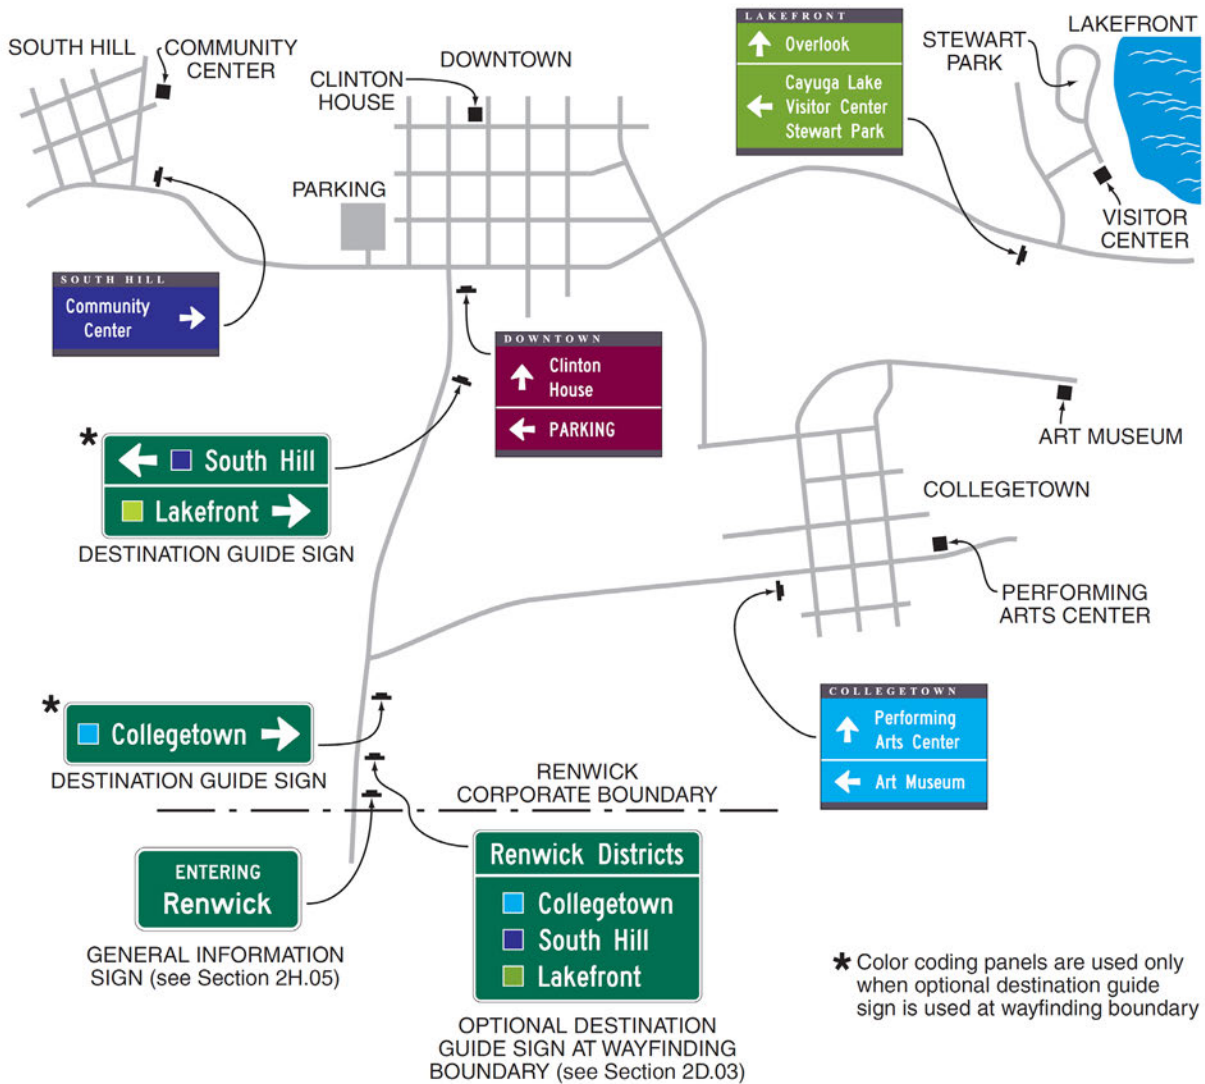 SOUTH HILL
COMMUNITY
CENTER
CLINTON
HOUSE
DOWNTOWN
LAKEFRONT
Overlook
Cayuga Lake
Visitor Center
Stewart Park
STEWART
PARK
LAKEFRONT
PARKING
VISITOR
CENTER
SOUTH HILL
Community
Center
DOWNTOWN
Clinton
House
PARKING
* South Hill
Lakefront
DESTINATION GUIDE SIGN
ART MUSEUM
COLLEGETOWN
PERFORMING
ARTS CENTER
* Collegetown
DESTINATION GUIDE SIGN
COLLEGETOWN
Performing
Arts Center
Art Museum
RENWICK
CORPORATE BOUNDARY
ENTERING
Renwick
GENERAL INFORMATION
SIGN (see Section 2H.05)
Renwick Districts
Collegetown
South Hill
Lakefront
OPTIONAL DESTINATION
GUIDE SIGN AT WAYFINDING
BOUNDARY (see Section 2D.03)
* Color coding panels are used only
when optional destination guide
sign is used at wayfinding boundary